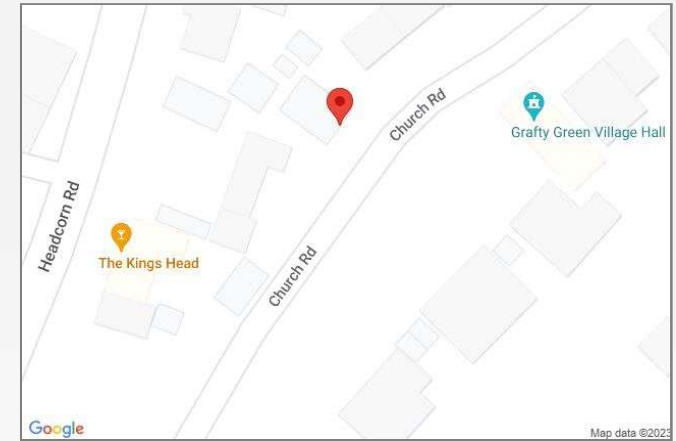 Church Rd
Grafty Green Village Hall
Headcorn Rd
The Kings Head
Church Rd
Google
Map data ©2023